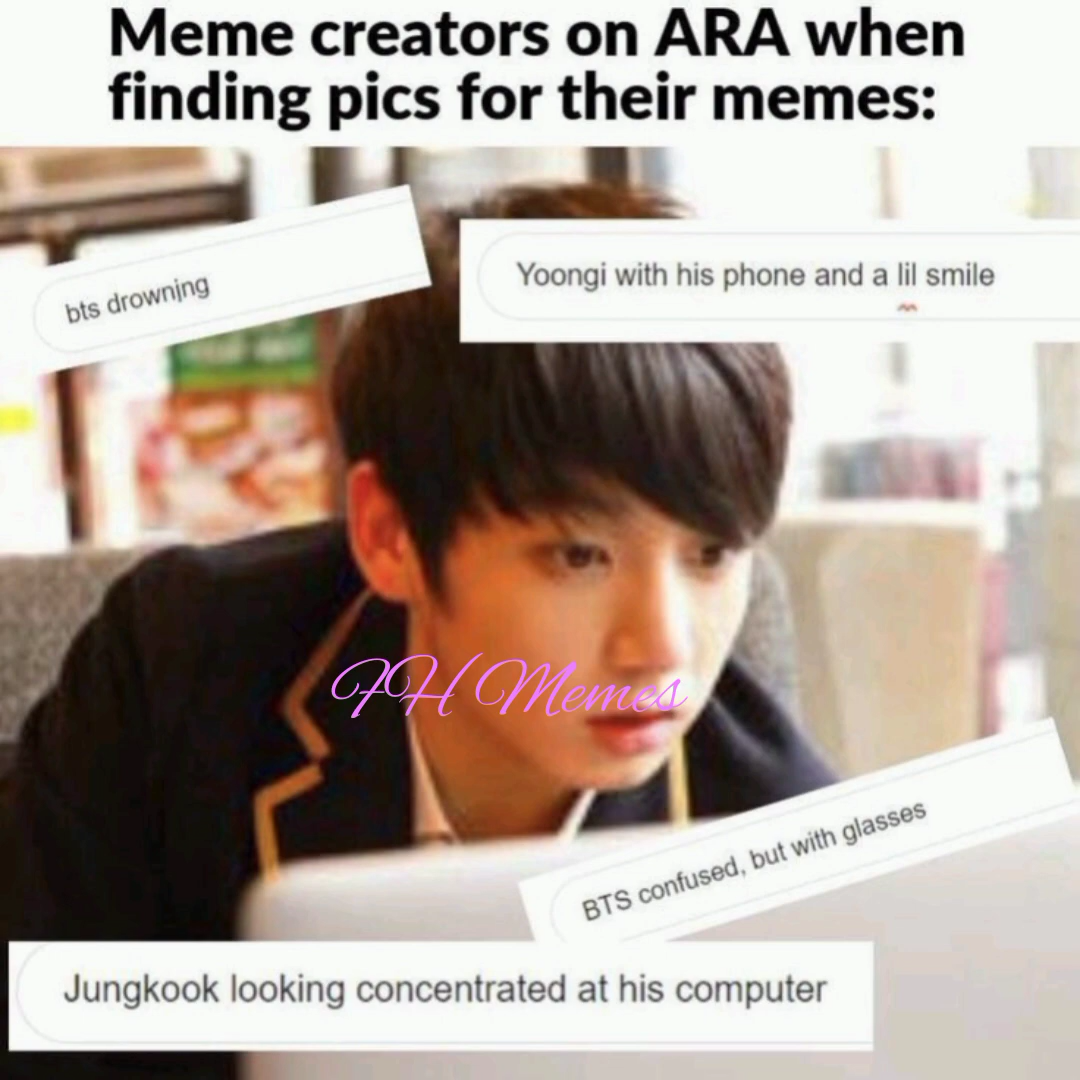 Meme creators on ARA when
finding pics for their memes:
bts drowning
Yoongi with his phone and a lil smile
JH Memes
BTS confused, but with glasses
Jungkook looking concentrated at his computer